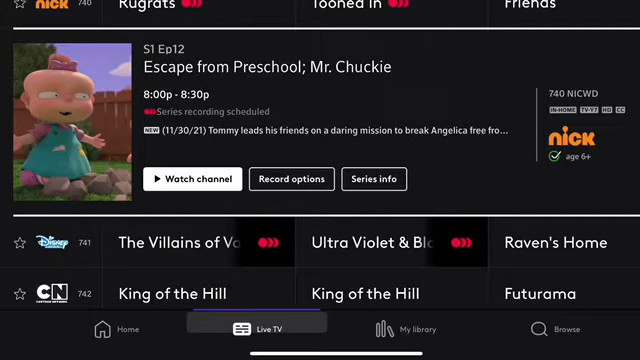 nick 740 Rugrats Tooned In Friends
S1 Ep12
Escape from Preschool; Mr. Chuckie
8:00p - 8:30p
Series recording scheduled
NEW (11/30/21) Tommy leads his friends on a daring mission to break Angelica free fro...
740 NICWD
IN-HOME TV-Y7 HD CC
nick
age 6+
Watch channel Record options Series info
Disney 741 The Villains of Va Ultra Violet & Bl Raven's Home
CN CARTOON NETWORK 742 King of the Hill King of the Hill Futurama
Home Live TV My library Browse